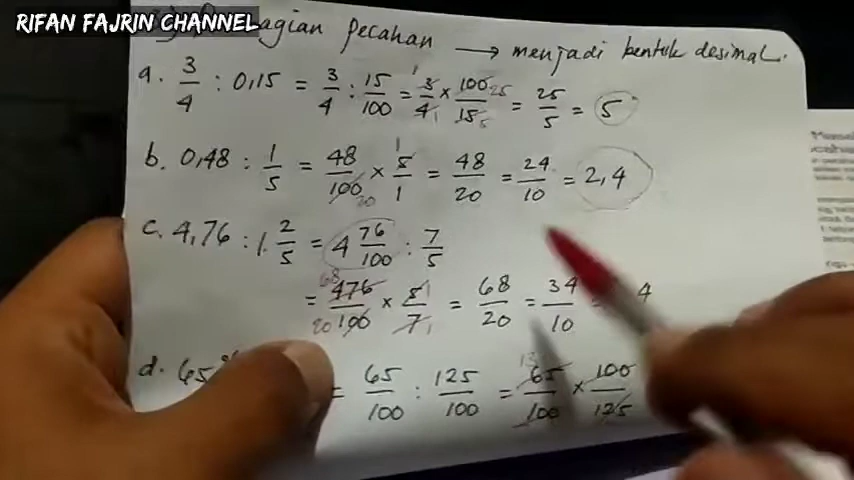 RIFAN FAJRIN CHANNEL
Pecahan → menjadi bentuk desimal.
a. 3/4 : 0,15 = 3/4 : 15/100 = 3/4 × 100/15 = 25/5 = 5
b. 0,48 : 1/5 = 48/100 × 5/1 = 48/20 = 24/10 = 2,4
c. 4,76 : 1 2/5 = 4 76/100 : 7/5
= 476/100 × 5/7 = 68/20 = 34/10 = 4
d. 65 = 65/100 : 125/100 = 65/100 × 100/125